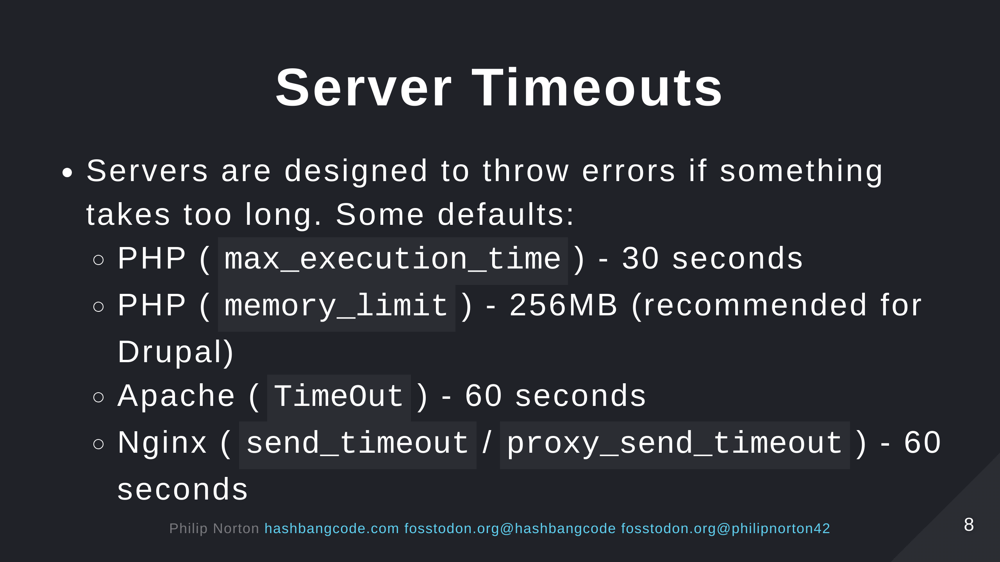 Server Timeouts
• Servers are designed to throw errors if something
takes too long. Some defaults:
○ PHP ( max_execution_time ) - 30 seconds
○ PHP ( memory_limit ) - 256MB (recommended for
Drupal)
○ Apache ( TimeOut ) - 60 seconds
○ Nginx ( send_timeout / proxy_send_timeout ) - 60
seconds
Philip Norton hashbangcode.com fosstodon.org@hashbangcode fosstodon.org@philipnorton42
8